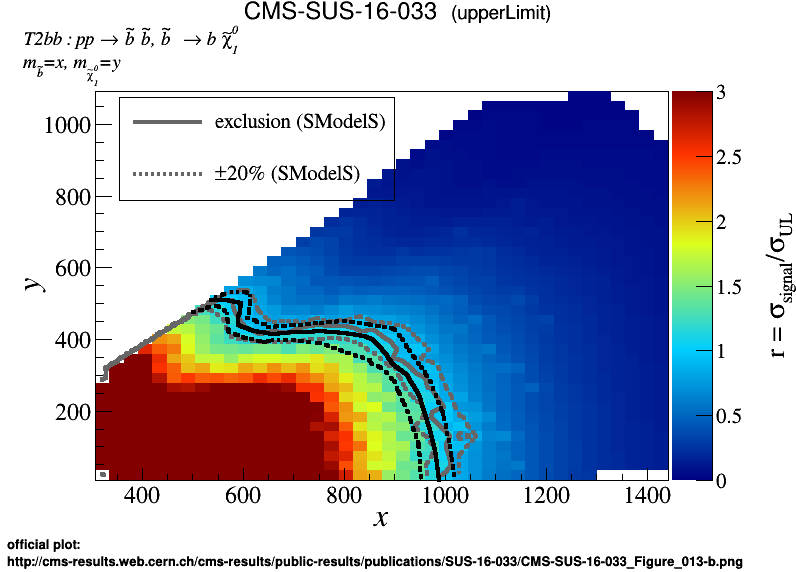 CMS-SUS-16-033 (upperLimit)
T2bb : pp → b̃ b̃, b̃ → b χ̃⁰₁
m_b̃=x, m_χ̃⁰₁=y
exclusion (SModelS)
±20% (SModelS)
1000
800
600
400
200
y
400 600 800 1000 1200 1400
x
3
2.5
2
1.5
1
0.5
0
r = σ_signal/σ_UL
official plot:
http://cms-results.web.cern.ch/cms-results/public-results/publications/SUS-16-033/CMS-SUS-16-033_Figure_013-b.png